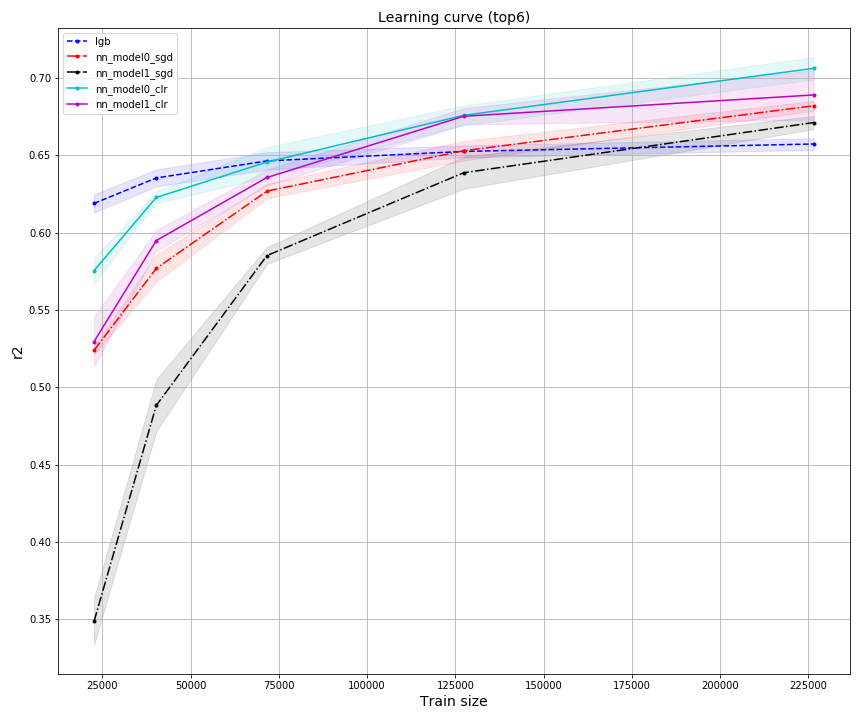 Learning curve (top6)
lgb
nn_model0_sgd
nn_model1_sgd
nn_model0_clr
nn_model1_clr
r2
0.70
0.65
0.60
0.55
0.50
0.45
0.40
0.35
25000 50000 75000 100000 125000 150000 175000 200000 225000
Train size